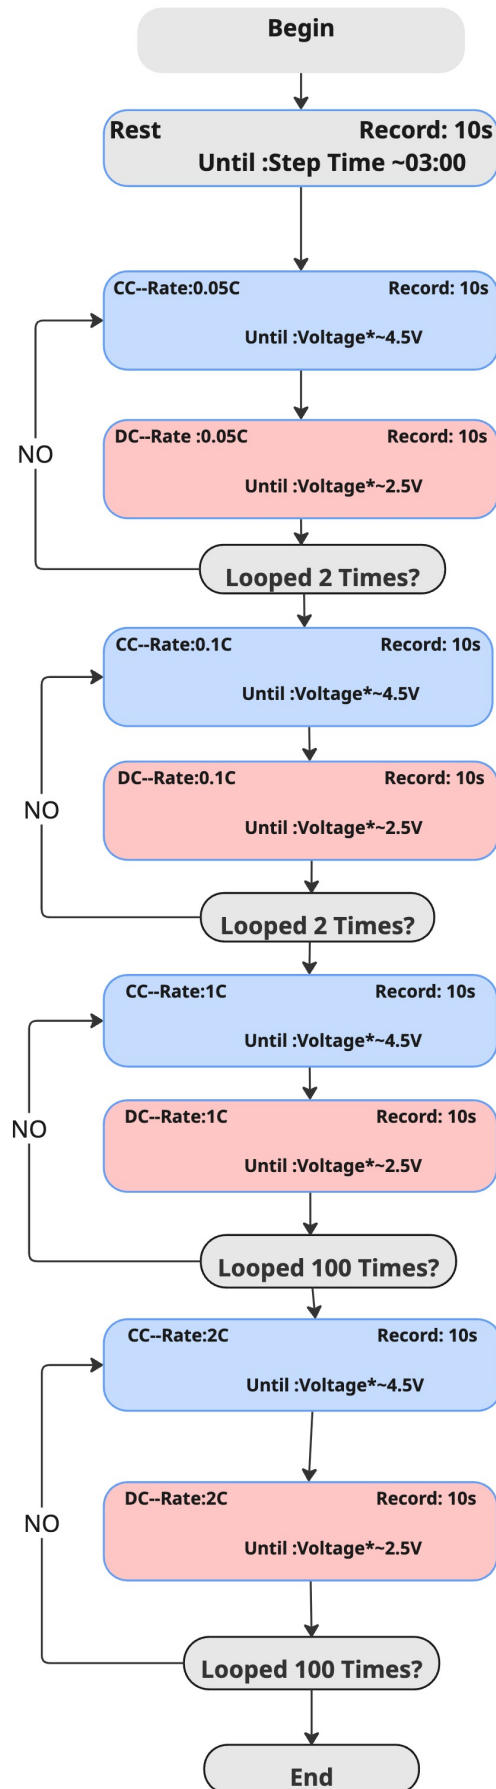 Begin
Rest Record: 10s
Until :Step Time ~03:00
CC--Rate:0.05C Record: 10s
Until :Voltage*~4.5V
DC--Rate :0.05C Record: 10s
NO
Until :Voltage*~2.5V
Looped 2 Times?
CC--Rate:0.1C Record: 10s
Until :Voltage*~4.5V
DC--Rate:0.1C Record: 10s
NO
Until :Voltage*~2.5V
Looped 2 Times?
CC--Rate:1C Record: 10s
Until :Voltage*~4.5V
DC--Rate:1C Record: 10s
NO
Until :Voltage*~2.5V
Looped 100 Times?
CC--Rate:2C Record: 10s
Until :Voltage*~4.5V
DC--Rate:2C Record: 10s
NO
Until :Voltage*~2.5V
Looped 100 Times?
End